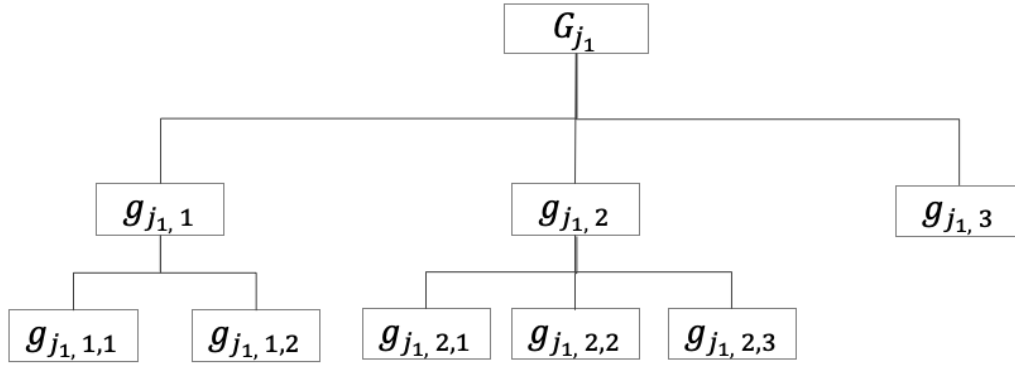 G_{j_1}
g_{j_1, 1} g_{j_1, 2} g_{j_1, 3}
g_{j_1, 1,1} g_{j_1, 1,2} g_{j_1, 2,1} g_{j_1, 2,2} g_{j_1, 2,3}